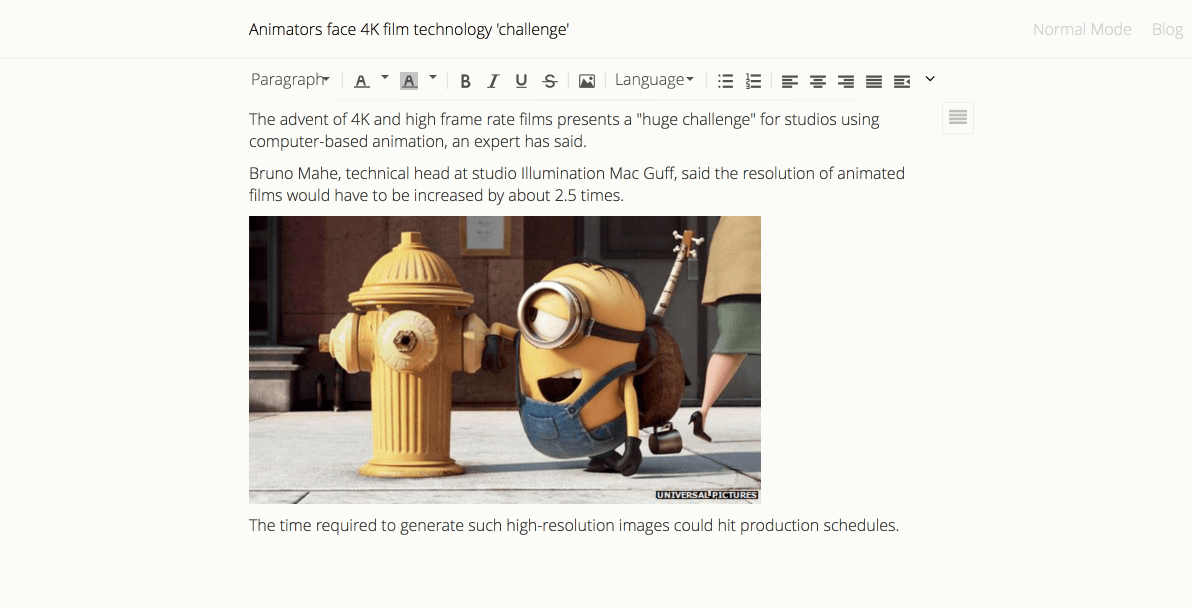 Animators face 4K film technology 'challenge'
Normal Mode
Blog
Paragraph
A
A
B
I
U
S
Language
The advent of 4K and high frame rate films presents a "huge challenge" for studios using
computer-based animation, an expert has said.
Bruno Mahe, technical head at studio Illumination Mac Guff, said the resolution of animated
films would have to be increased by about 2.5 times.
UNIVERSAL PICTURES
The time required to generate such high-resolution images could hit production schedules.